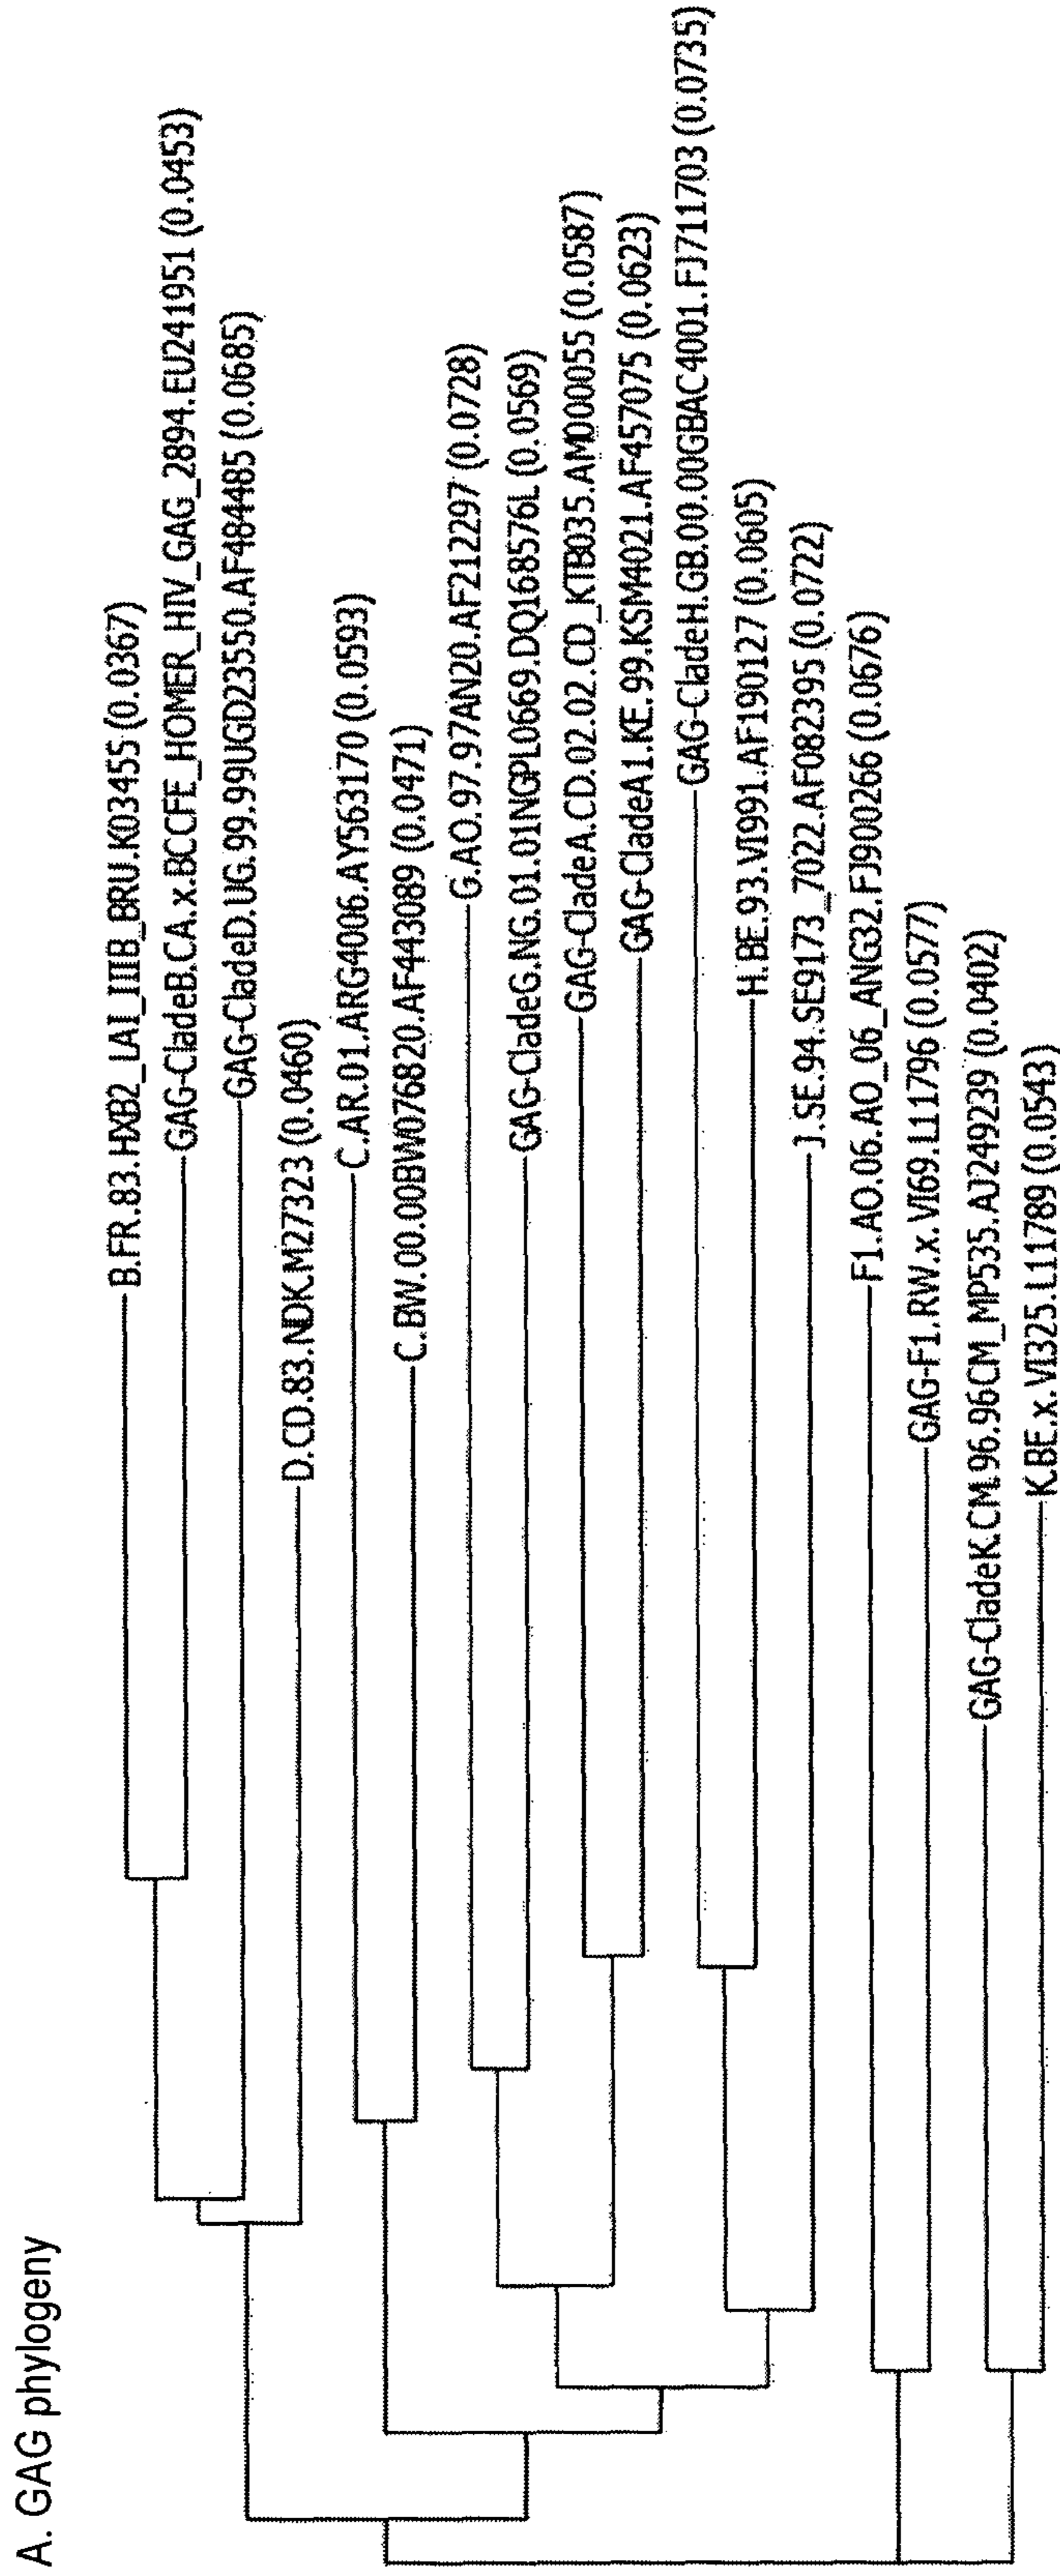 A. GAG phylogeny
B.FR.83.HXB2_LAI_IIIB_BRU.K03455 (0.0367)
GAG-CladeB.CA.x.BCCFE_HOMER_HIV_GAG_2894.EU241951 (0.0453)
GAG-CladeD.UG.99.99UGD23550.AF484485 (0.0685)
D.CD.83.NDK.M27323 (0.0460)
C.AR.01.ARG4006.AY563170 (0.0593)
C.BW.00.00BW076820.AF443089 (0.0471)
G.AO.97.97AN20.AF212297 (0.0728)
GAG-CladeG.NG.01.01NGPL0669.DQ168576L (0.0569)
GAG-CladeA.CD.02.02.CD_KTB035.AM000055 (0.0587)
GAG-CladeA1.KE.99.KSM4021.AF457075 (0.0623)
GAG-CladeH.GB.00.00GBAC4001.FJ711703 (0.0735)
H.BE.93.VI991.AF190127 (0.0605)
J.SE.94.SE9173_7022.AF082395 (0.0722)
F1.AO.06.AO_06_ANG32.FJ900266 (0.0676)
GAG-F1.RW.x.VI69.L11796 (0.0577)
GAG-CladeK.CM.96.96CM_MP535.AJ249239 (0.0402)
K.BE.x.VI325.L11789 (0.0543)